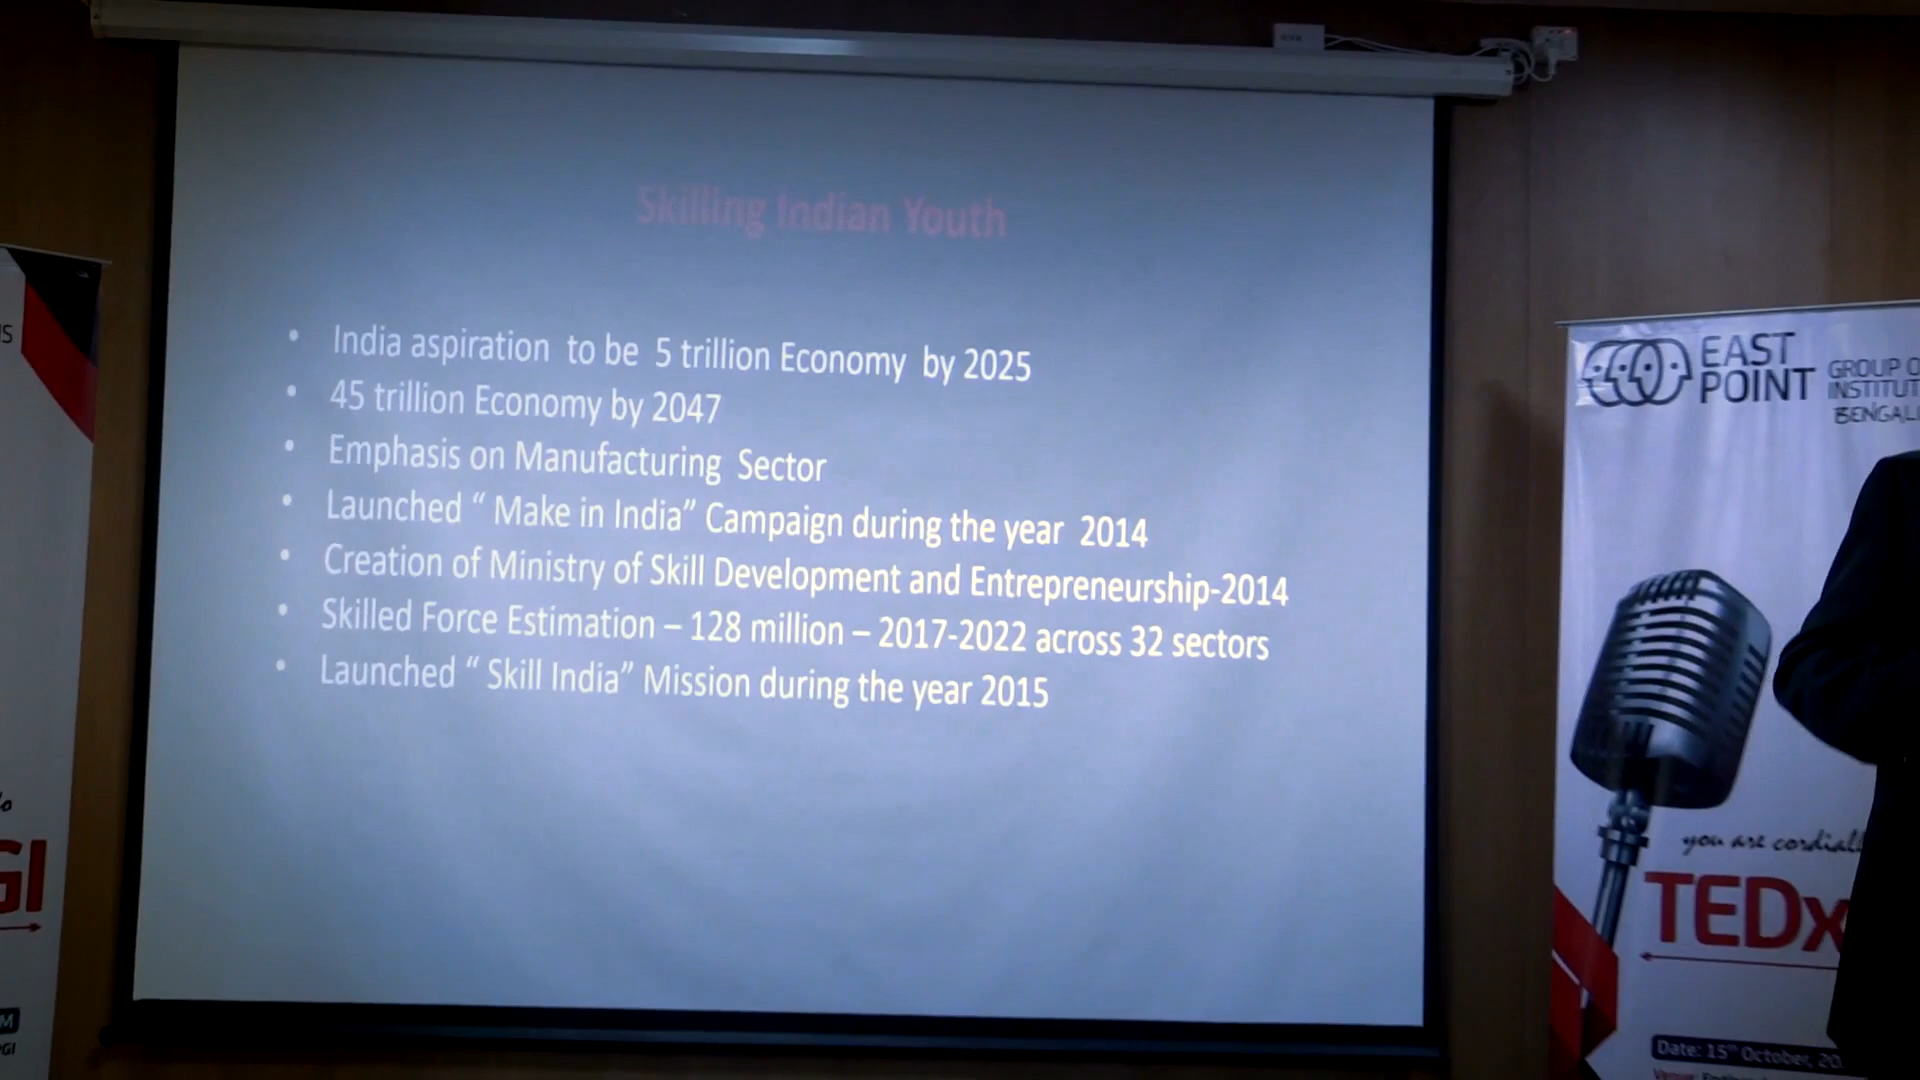 Skilling Indian Youth
• India aspiration to be 5 trillion Economy by 2025
• 45 trillion Economy by 2047
• Emphasis on Manufacturing Sector
• Launched “ Make in India” Campaign during the year 2014
• Creation of Ministry of Skill Development and Entrepreneurship-2014
• Skilled Force Estimation – 128 million – 2017-2022 across 32 sectors
• Launched “ Skill India” Mission during the year 2015
EAST
POINT
GROUP O
INSTITUT
BENGAL
you are cordiall
TEDx
Date: 15th October, 20
GI